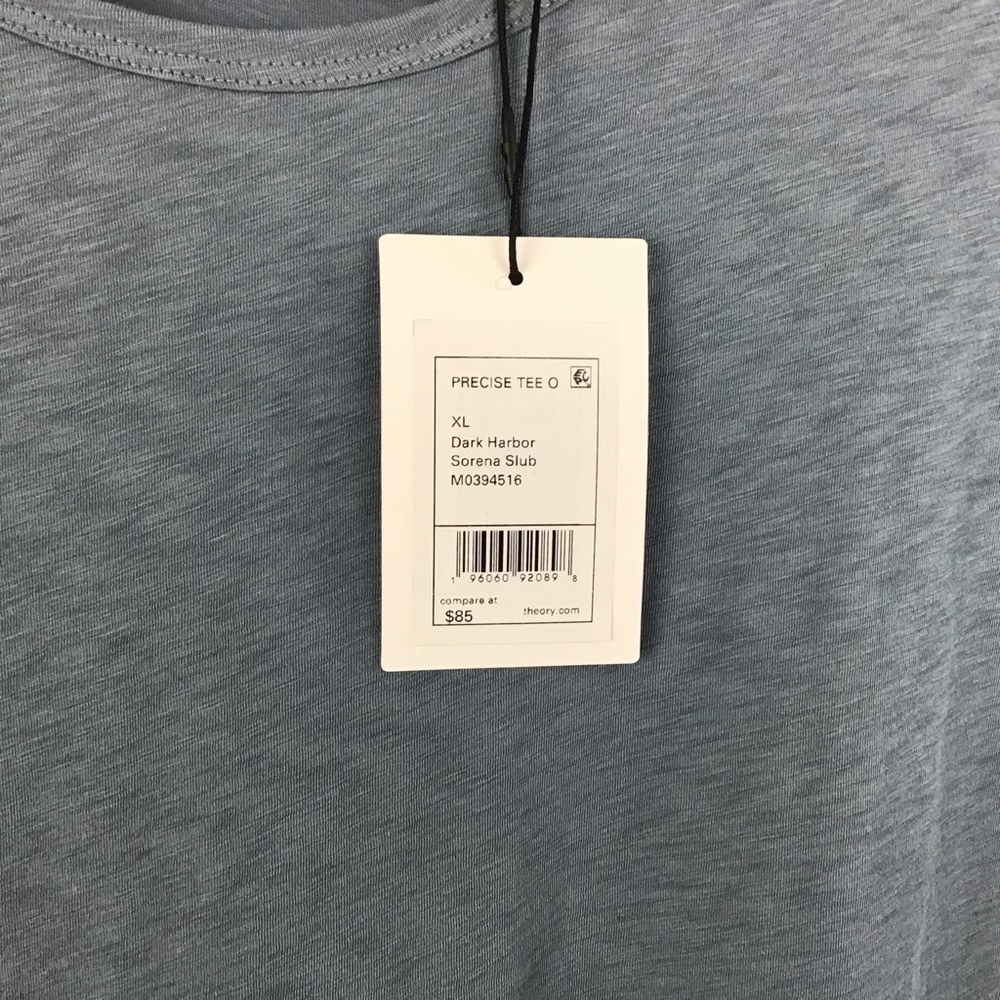 PRECISE TEE O
XL
Dark Harbor
Sorena Slub
M0394516
1 96060 92089 8
compare at
$85 theory.com